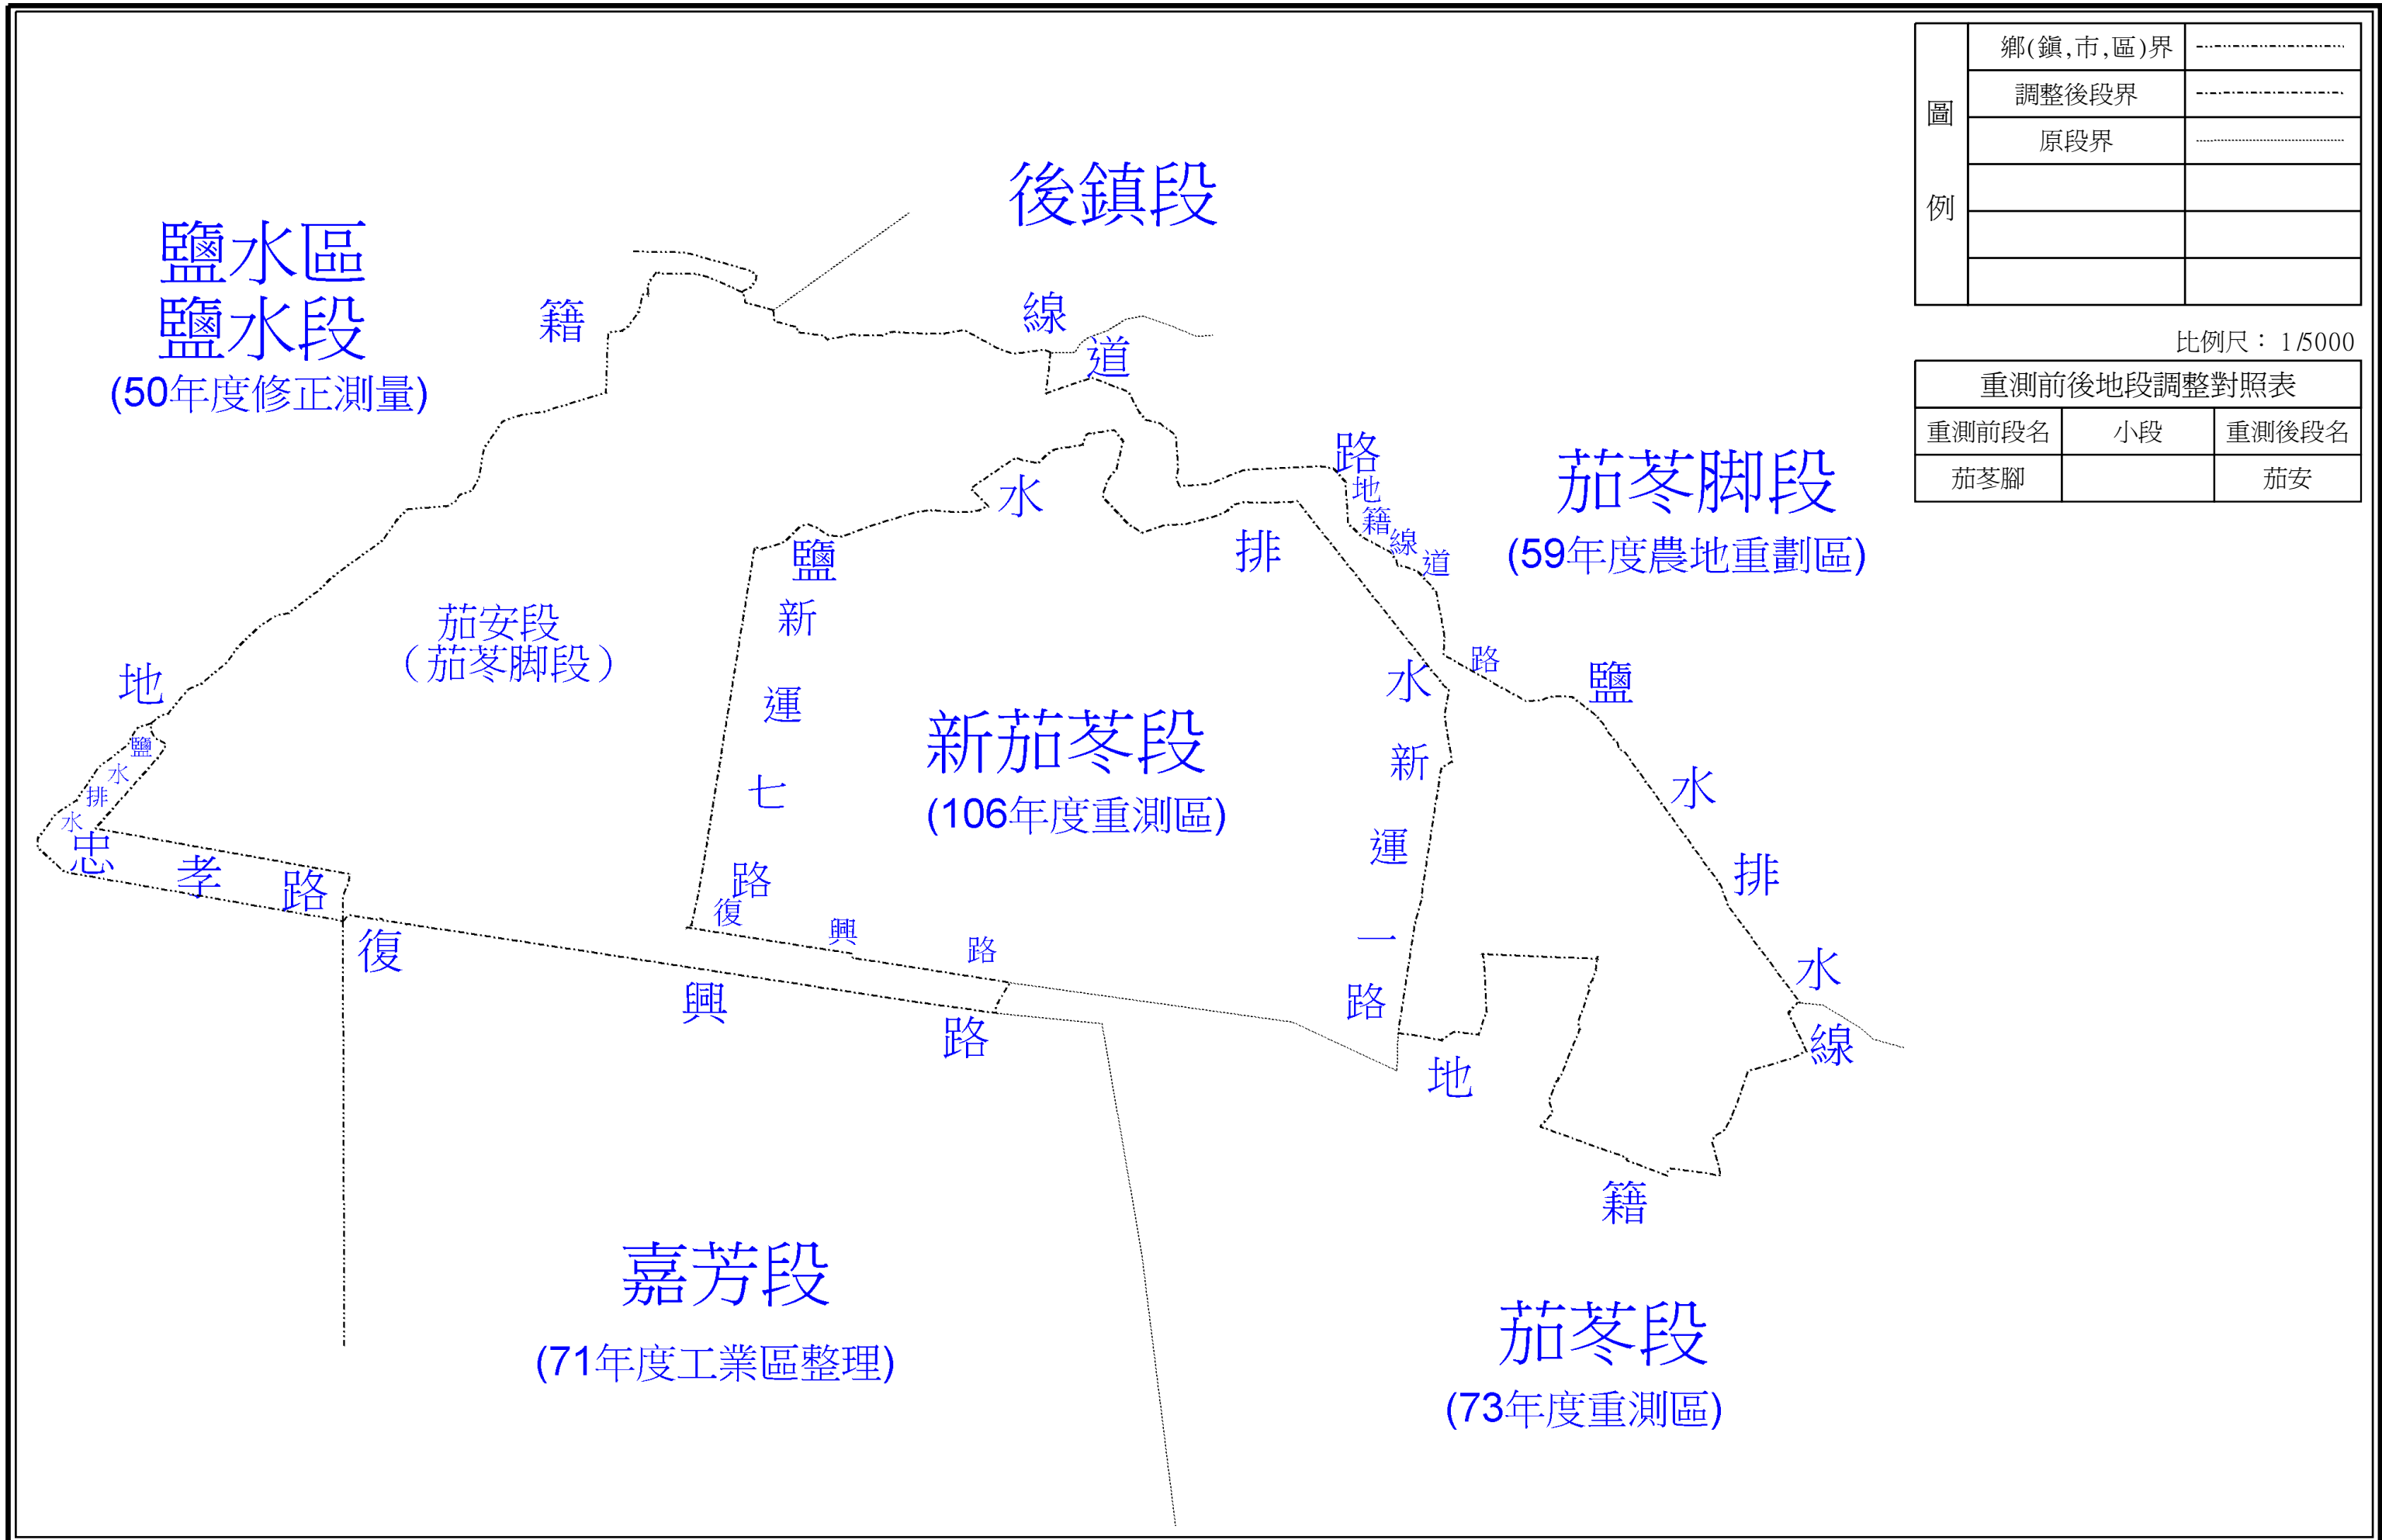 後鎮段
鹽水區
鹽水段
(50年度修正測量)
地籍線道路
地籍線道路
茄苳脚段
(59年度農地重劃區)
茄安段
(茄苳脚段)
鹽水排水
新運七路
新茄苳段
(106年度重測區)
新運一路
鹽水排水
鹽水排水
忠孝路
復興路
復興路
地籍線
嘉芳段
(71年度工業區整理)
茄苳段
(73年度重測區)
圖例
鄉(鎮,市,區)界
調整後段界
原段界
比例尺：1/5000
重測前後地段調整對照表
重測前段名 小段 重測後段名
茄苳腳 茄安